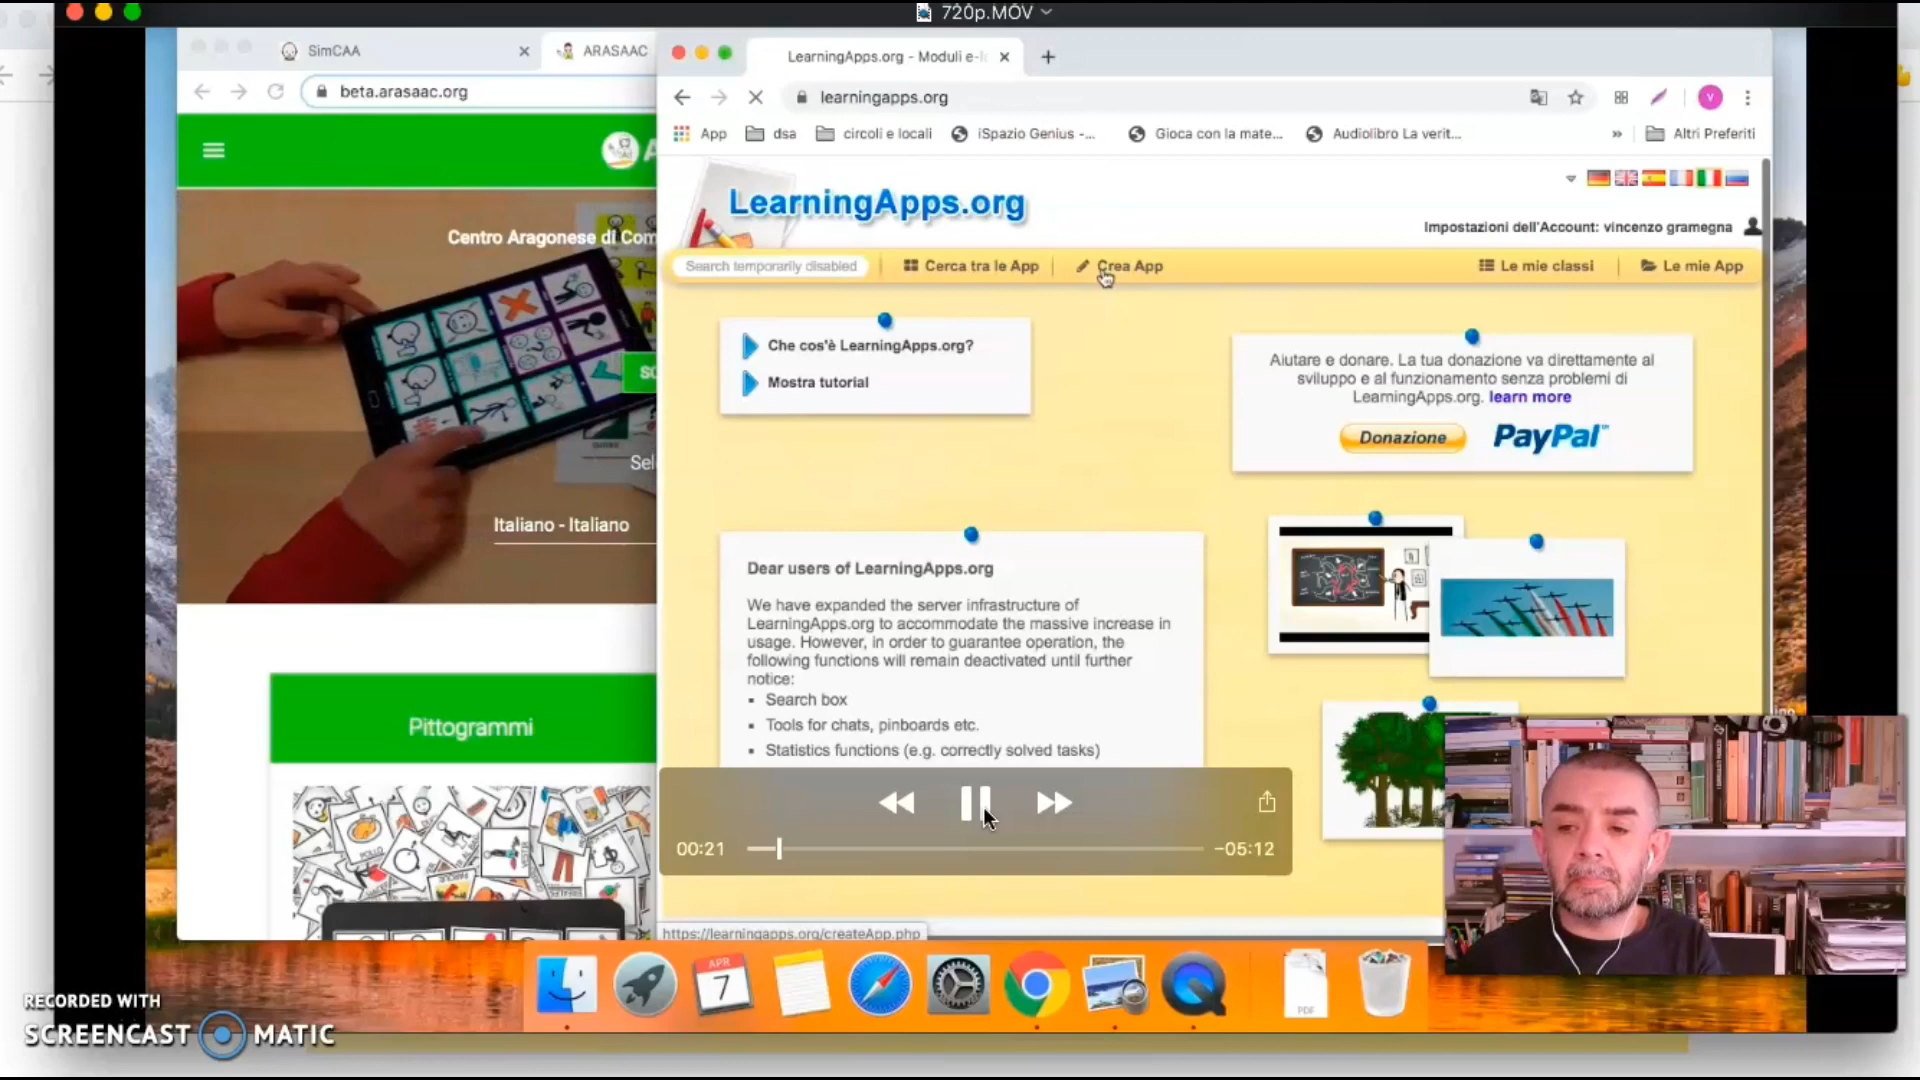 720p.MOV
SimCAA
ARASAAC
LearningApps.org - Moduli e-l
beta.arasaac.org
learningapps.org
V
App
dsa
circoli e locali
iSpazio Genius -...
Gioca con la mate...
Audiolibro La verit...
»
Altri Preferiti
LearningApps.org
Impostazioni dell'Account: vincenzo gramegna
Search temporarily disabled
Cerca tra le App
Crea App
Le mie classi
Le mie App
Centro Aragonese di Com
Che cos'è LearningApps.org?
Mostra tutorial
Aiutare e donare. La tua donazione va direttamente al
sviluppo e al funzionamento senza problemi di
LearningApps.org. learn more
Donazione
PayPal™
Sel
Italiano - Italiano
Dear users of LearningApps.org
We have expanded the server infrastructure of
LearningApps.org to accommodate the massive increase in
usage. However, in order to guarantee operation, the
following functions will remain deactivated until further
notice:
▪ Search box
▪ Tools for chats, pinboards etc.
▪ Statistics functions (e.g. correctly solved tasks)
Pittogrammi
POLLO
00:21
-05:12
https://learningapps.org/createApp.php
APR
7
PDF
RECORDED WITH
SCREENCAST MATIC